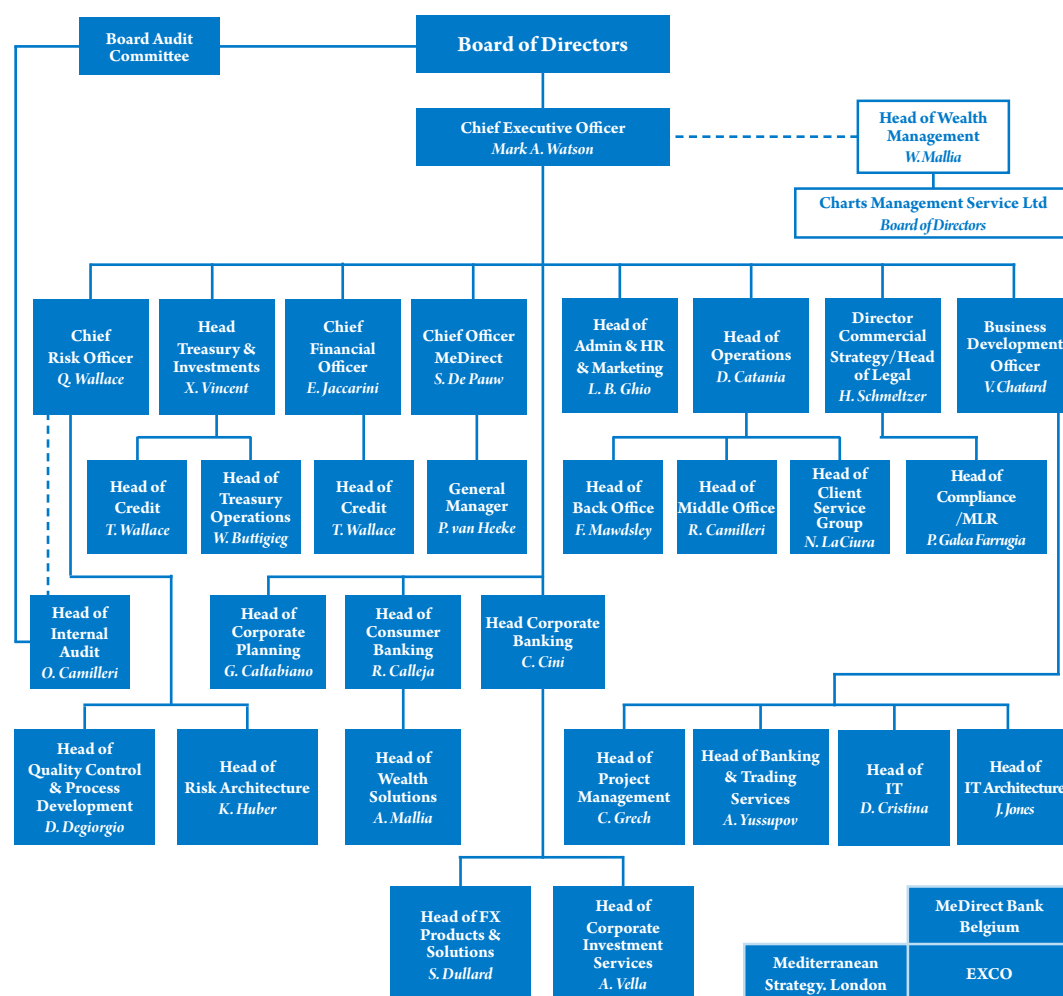 Board Audit
Committee
Board of Directors
Chief Executive Officer
Mark A. Watson
Head of Wealth
Management
W. Mallia
Charts Management Service Ltd
Board of Directors
Chief
Risk Officer
Q. Wallace
Head
Treasury &
Investments
X. Vincent
Chief
Financial
Officer
E. Jaccarini
Chief Officer
MeDirect
S. De Pauw
Head of
Admin & HR
& Marketing
L. B. Ghio
Head of
Operations
D. Catania
Director
Commercial
Strategy/Head
of Legal
H. Schmeltzer
Business
Development
Officer
V. Chatard
Head of
Credit
T. Wallace
Head of
Treasury
Operations
W. Buttigieg
Head of
Credit
T. Wallace
General
Manager
P. van Heeke
Head of
Back Office
F. Mawdsley
Head of
Middle Office
R. Camilleri
Head of
Client
Service
Group
N. LaCiura
Head of
Compliance
/MLR
P. Galea Farrugia
Head of
Internal
Audit
O. Camilleri
Head of
Corporate
Planning
G. Caltabiano
Head of
Consumer
Banking
R. Calleja
Head Corporate
Banking
C. Cini
Head of
Quality Control
& Process
Development
D. Degiorgio
Head of
Risk Architecture
K. Huber
Head of
Wealth
Solutions
A. Mallia
Head of
Project
Management
C. Grech
Head of Banking
& Trading
Services
A. Yussupov
Head of
IT
D. Cristina
Head of
IT Architecture
J. Jones
Head of FX
Products &
Solutions
S. Dullard
Head of
Corporate
Investment
Services
A. Vella
MeDirect Bank
Belgium
Mediterranean
Strategy. London
EXCO